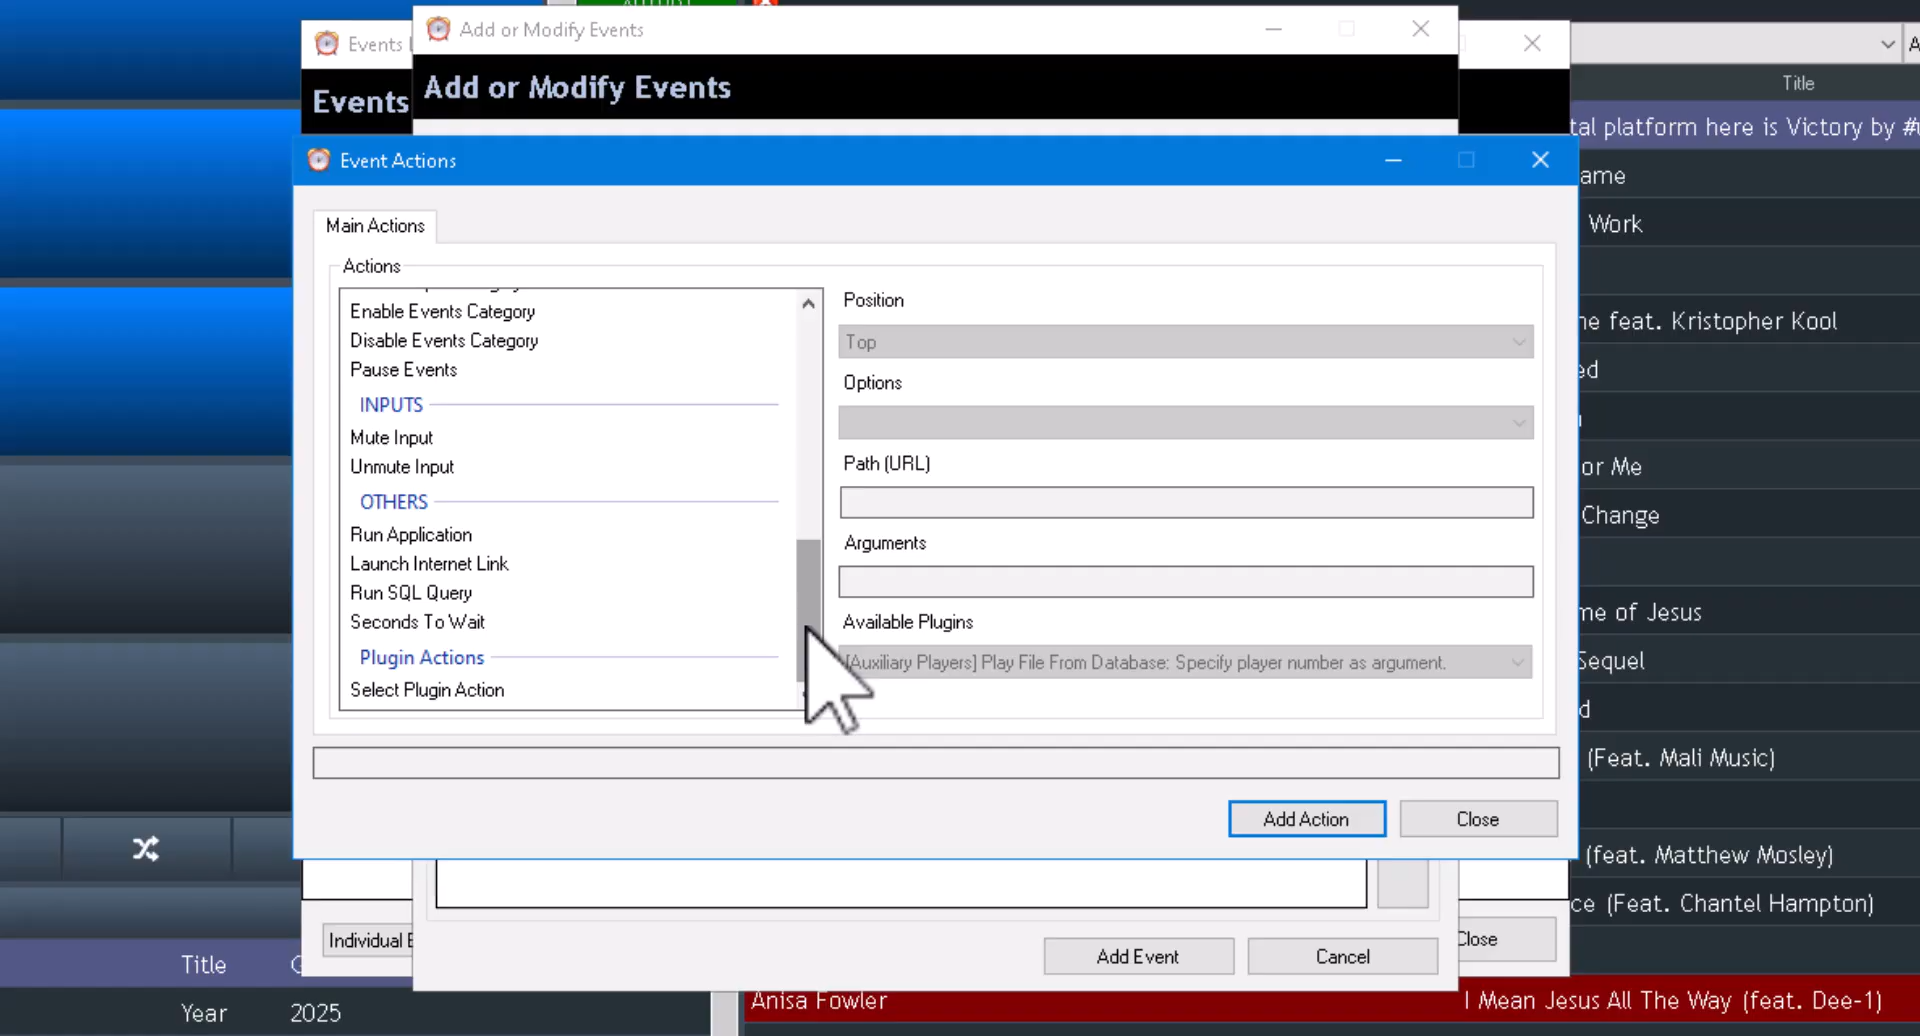 Add or Modify Events
Events
Add or Modify Events
Events
Title
Event Actions
tal platform here is Victory by
Main Actions
Work
Actions
Enable Events Category
Disable Events Category
Pause Events
INPUTS
Mute Input
Unmute Input
OTHERS
Run Application
Launch Internet Link
Run SQL Query
Seconds To Wait
Plugin Actions
Select Plugin Action
Position
Top
Options
Path (URL)
Arguments
Available Plugins
[Auxiliary Players] Play File From Database: Specify player number as argument.
Add Action
Close
feat. Kristopher Kool
or Me
Change
me of Jesus
Sequel
(Feat. Mali Music)
(feat. Matthew Mosley)
ce (Feat. Chantel Hampton)
Individual E
Add Event
Cancel
Close
Title
Year 2025
Anisa Fowler
I Mean Jesus All The Way (feat. Dee-1)